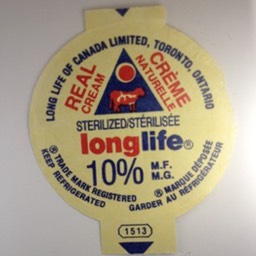 LONG LIFE OF CANADA LIMITED, TORONTO, ONTARIO
REAL
CREAM
CRÈME
NATURELLE
STERILIZED/STÉRILISÉE
longlife®
10% M.F.
M.G.
® TRADE MARK REGISTERED
KEEP REFRIGERATED
® MARQUE DÉPOSÉE
GARDER AU RÉFRIGÉRATEUR
1513